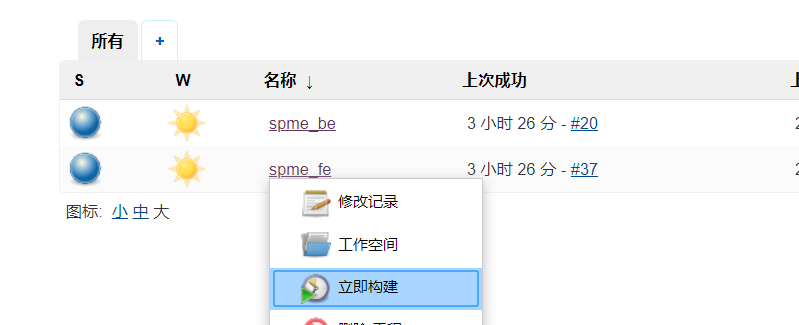 所有 +
S W 名称 ↓ 上次成功
spme_be 3 小时 26 分 - #20
spme_fe 3 小时 26 分 - #37
图标: 小 中 大
修改记录
工作空间
立即构建